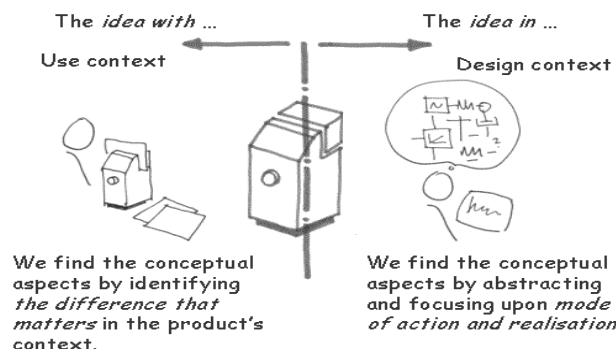 The idea with ...
The idea in ...
Use context
Design context
We find the conceptual
aspects by identifying
the difference that
matters in the product's
context.
We find the conceptual
aspects by abstracting
and focusing upon mode
of action and realisation